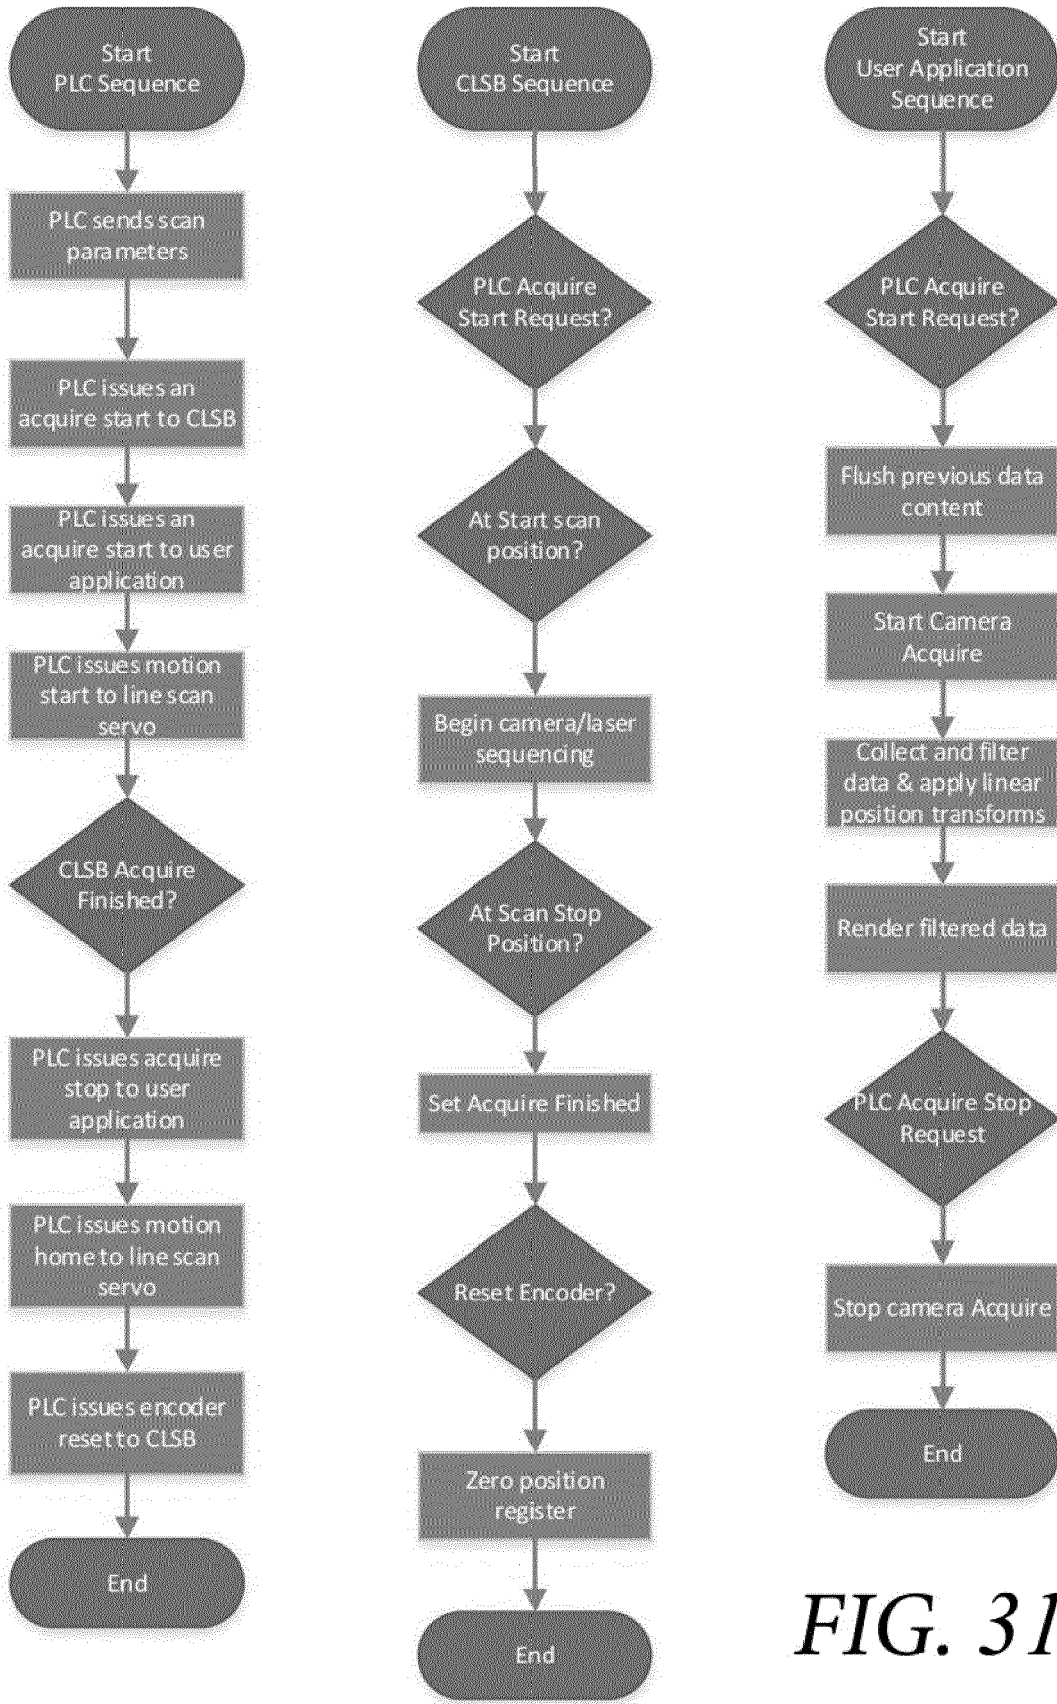 Start
PLC Sequence
PLC sends scan
parameters
PLC issues an
acquire start to CLSB
PLC issues an
acquire start to user
application
PLC issues motion
start to line scan
servo
CLSB Acquire
Finished?
PLC issues acquire
stop to user
application
PLC issues motion
home to line scan
servo
PLC issues encoder
reset to CLSB
End
Start
CLSB Sequence
PLC Acquire
Start Request?
At Start scan
position?
Begin camera/laser
sequencing
At Scan Stop
Position?
Set Acquire Finished
Reset Encoder?
Zero position
register
End
Start
User Application
Sequence
PLC Acquire
Start Request?
Flush previous data
content
Start Camera
Acquire
Collect and filter
data & apply linear
position transforms
Render filtered data
PLC Acquire Stop
Request
Stop camera Acquire
End
FIG. 31